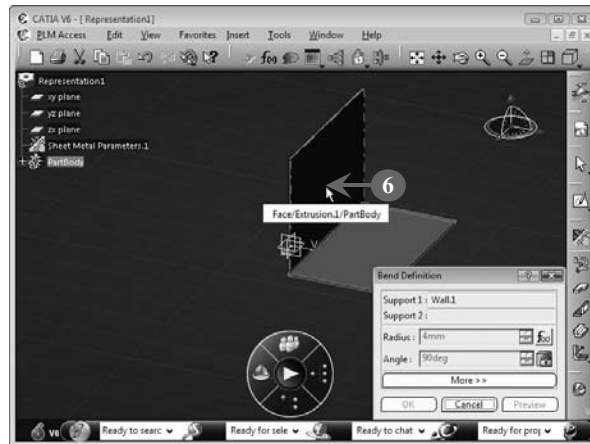 CATIA V6 - [ Representation1]
PLM Access Edit View Favorites Insert Tools Window Help
Representation1
xy plane
yz plane
zx plane
Sheet Metal Parameters.1
PartBody
6
Face/Extrusion.1/PartBody
V
Bend Definition
Support 1 : Wall.1
Support 2 :
Radius : 4mm
Angle : 90deg
More >>
OK Cancel Preview
V6 Ready to searc Ready for sele Ready to chat Ready for proj